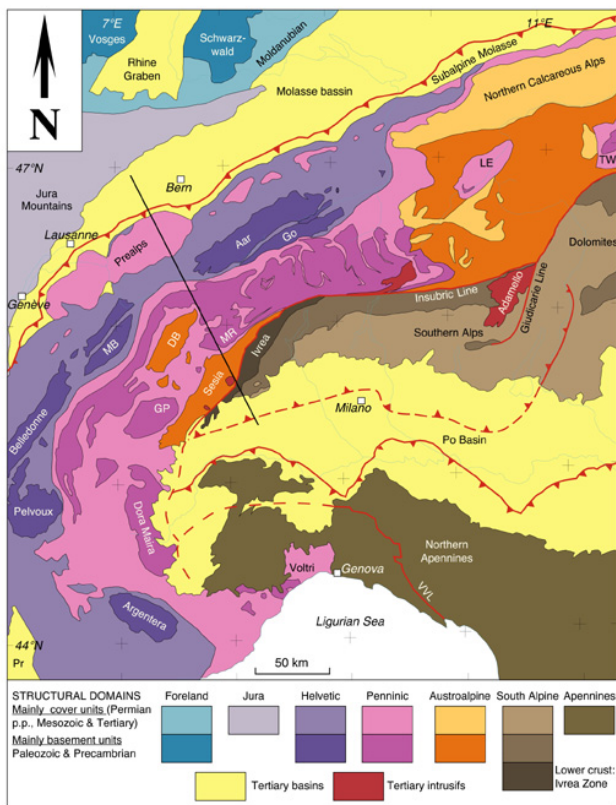 7°E
11°E
Vosges
Schwarz-
wald
Moldanubian
Rhine
Graben
Subalpine Molasse
Molasse bassin
Northern Calcareous Alps
N
47°N
LE
TW
Bern
Jura
Mountains
Dolomites
Lausanne
Aar
Go
Prealps
Adamello
Giudicarie Line
Genève
Insubric Line
MB
DB
MR
Ivrea
Southern Alps
Sesia
Belledonne
GP
Milano
Po Basin
Pelvoux
Dora Maira
Northern
Apennines
Voltri
Genova
VVL
Argentera
Ligurian Sea
44°N
Pr
50 km
STRUCTURAL DOMAINS
Mainly cover units (Permian
p.p., Mesozoic & Tertiary)
Mainly basement units
Paleozoic & Precambrian
Foreland
Jura
Helvetic
Penninic
Austroalpine
South Alpine
Apennines
Lower crust:
Ivrea Zone
Tertiary basins
Tertiary intrusifs